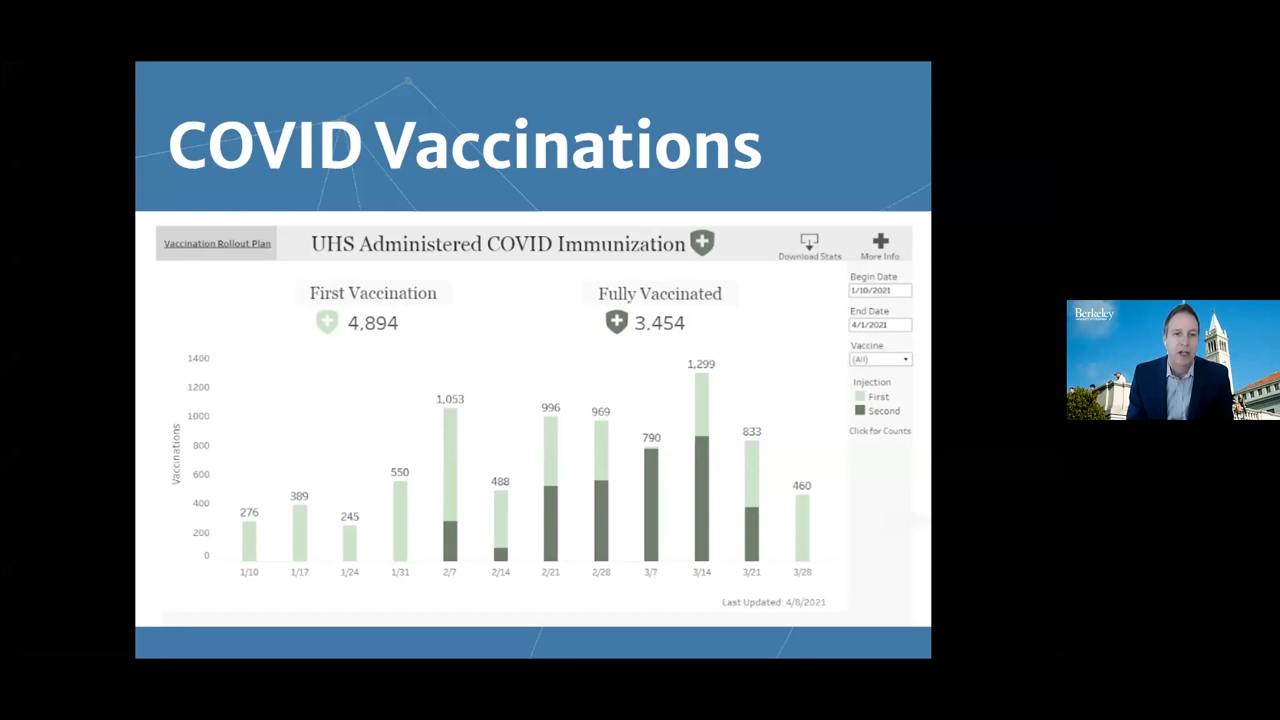 COVID Vaccinations
Vaccination Rollout Plan
UHS Administered COVID Immunization
Download Stats
More Info
First Vaccination
4,894
Fully Vaccinated
3,454
Begin Date
1/10/2021
End Date
4/1/2021
Vaccine
(All)
Injection
First
Second
Click for Counts
Vaccinations
1400
1200
1000
800
600
400
200
0
276
389
245
550
1,053
488
996
969
790
1,299
833
460
1/10
1/17
1/24
1/31
2/7
2/14
2/21
2/28
3/7
3/14
3/21
3/28
Last Updated: 4/8/2021
Berkeley